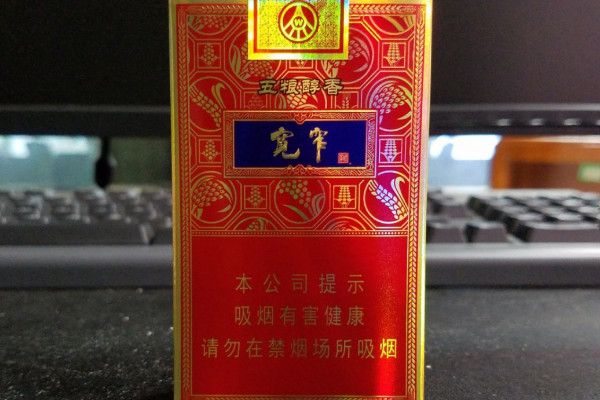 五粮醇香
宽窄
本公司提示
吸烟有害健康
请勿在禁烟场所吸烟